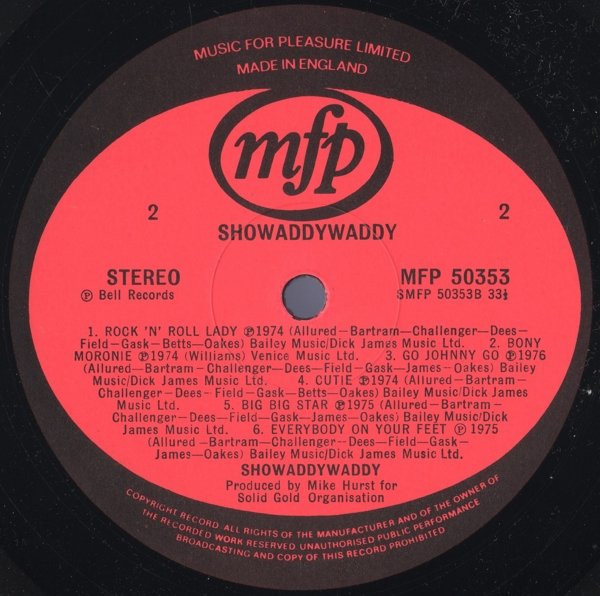 MUSIC FOR PLEASURE LIMITED
MADE IN ENGLAND
mfp
2 2
SHOWADDYWADDY
STEREO MFP 50353
Ⓟ Bell Records SMFP 50353B 33⅓
1. ROCK 'N' ROLL LADY Ⓟ1974 (Allured—Bartram—Challenger—Dees—
Field—Gask—Betts—Oakes) Bailey Music/Dick James Music Ltd. 2. BONY
MORONIE Ⓟ1974 (Williams) Venice Music Ltd. 3. GO JOHNNY GO Ⓟ1976
(Allured—Bartram—Challenger—Dees—Field—Gask—James—Oakes) Bailey
Music/Dick James Music Ltd. 4. CUTIE Ⓟ1974 (Allured—Bartram—
Challenger—Dees—Field—Gask—Betts—Oakes) Bailey Music/Dick James
Music Ltd. 5. BIG BIG STAR Ⓟ1975 (Allured—Bartram—
Challenger—Dees—Field—Gask—James—Oakes) Bailey Music/Dick
James Music Ltd. 6. EVERYBODY ON YOUR FEET Ⓟ 1975
(Allured—Bartram—Challenger—Dees—Field—Gask—
James—Oakes) Bailey Music/Dick James Music Ltd.
SHOWADDYWADDY
Produced by Mike Hurst for
Solid Gold Organisation
COPYRIGHT RECORD. ALL RIGHTS OF THE MANUFACTURER AND OF THE OWNER OF
THE RECORDED WORK RESERVED UNAUTHORISED PUBLIC PERFORMANCE
BROADCASTING AND COPY OF THIS RECORD PROHIBITED